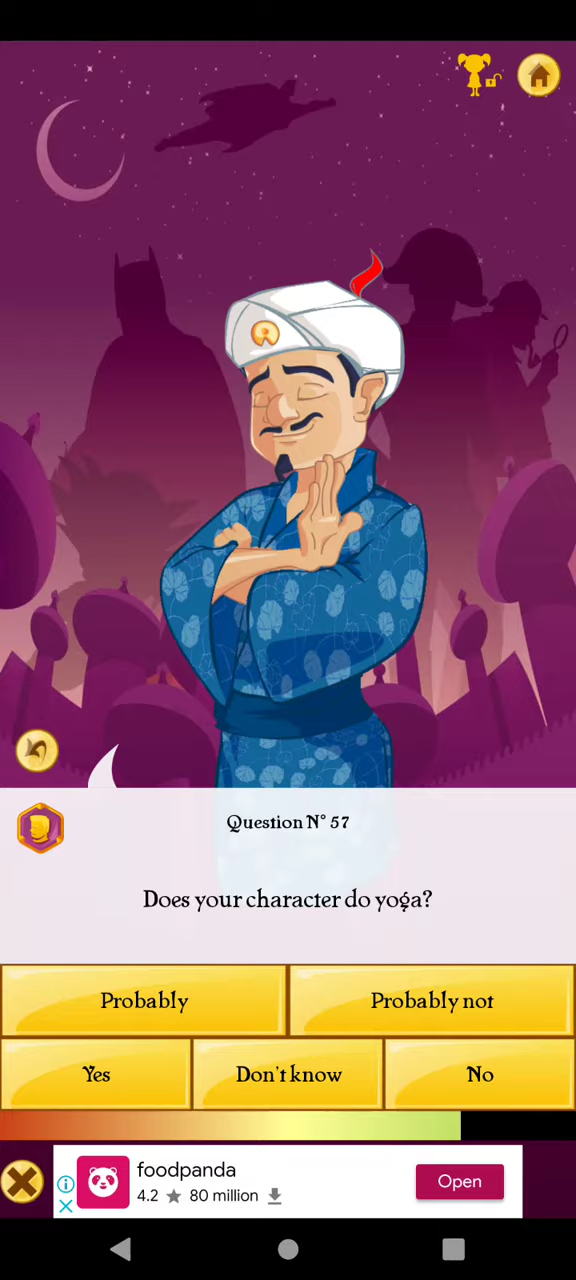 Question N° 57
Does your character do yoga?
Probably
Probably not
Yes
Don't know
No
foodpanda
4.2 ★ 80 million
Open